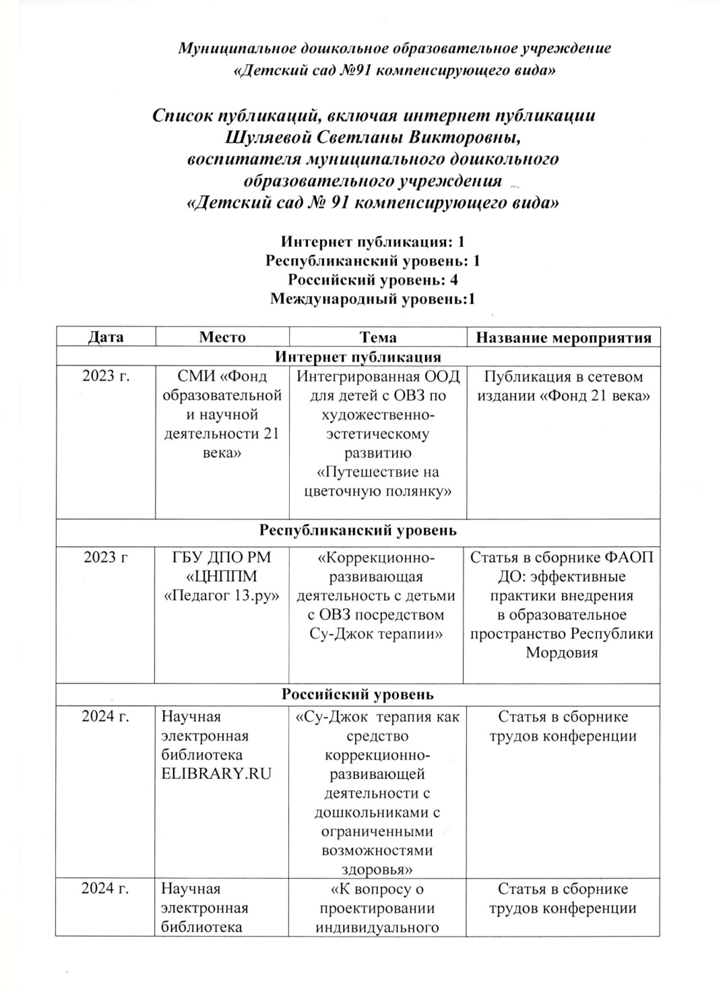 Муниципальное дошкольное образовательное учреждение
«Детский сад №91 компенсирующего вида»
Список публикаций, включая интернет публикации
Шуляевой Светланы Викторовны,
воспитателя муниципального дошкольного
образовательного учреждения
«Детский сад № 91 компенсирующего вида»
Интернет публикация: 1
Республиканский уровень: 1
Российский уровень: 4
Международный уровень:1
Дата Место Тема Название мероприятия
Интернет публикация
2023 г.
СМИ «Фонд
образовательной
и научной
деятельности 21
века»
Интегрированная ООД
для детей с ОВЗ по
художественно-
эстетическому
развитию
«Путешествие на
цветочную полянку»
Публикация в сетевом
издании «Фонд 21 века»
Республиканский уровень
2023 г
ГБУ ДПО РМ
«ЦНППМ
«Педагог 13.ру»
«Коррекционно-
развивающая
деятельность с детьми
с ОВЗ посредством
Су-Джок терапии»
Статья в сборнике ФАОП
ДО: эффективные
практики внедрения
в образовательное
пространство Республики
Мордовия
Российский уровень
2024 г.
Научная
электронная
библиотека
ELIBRARY.RU
«Су-Джок терапия как
средство
коррекционно-
развивающей
деятельности с
дошкольниками с
ограниченными
возможностями
здоровья»
Статья в сборнике
трудов конференции
2024 г.
Научная
электронная
библиотека
«К вопросу о
проектировании
индивидуального
Статья в сборнике
трудов конференции